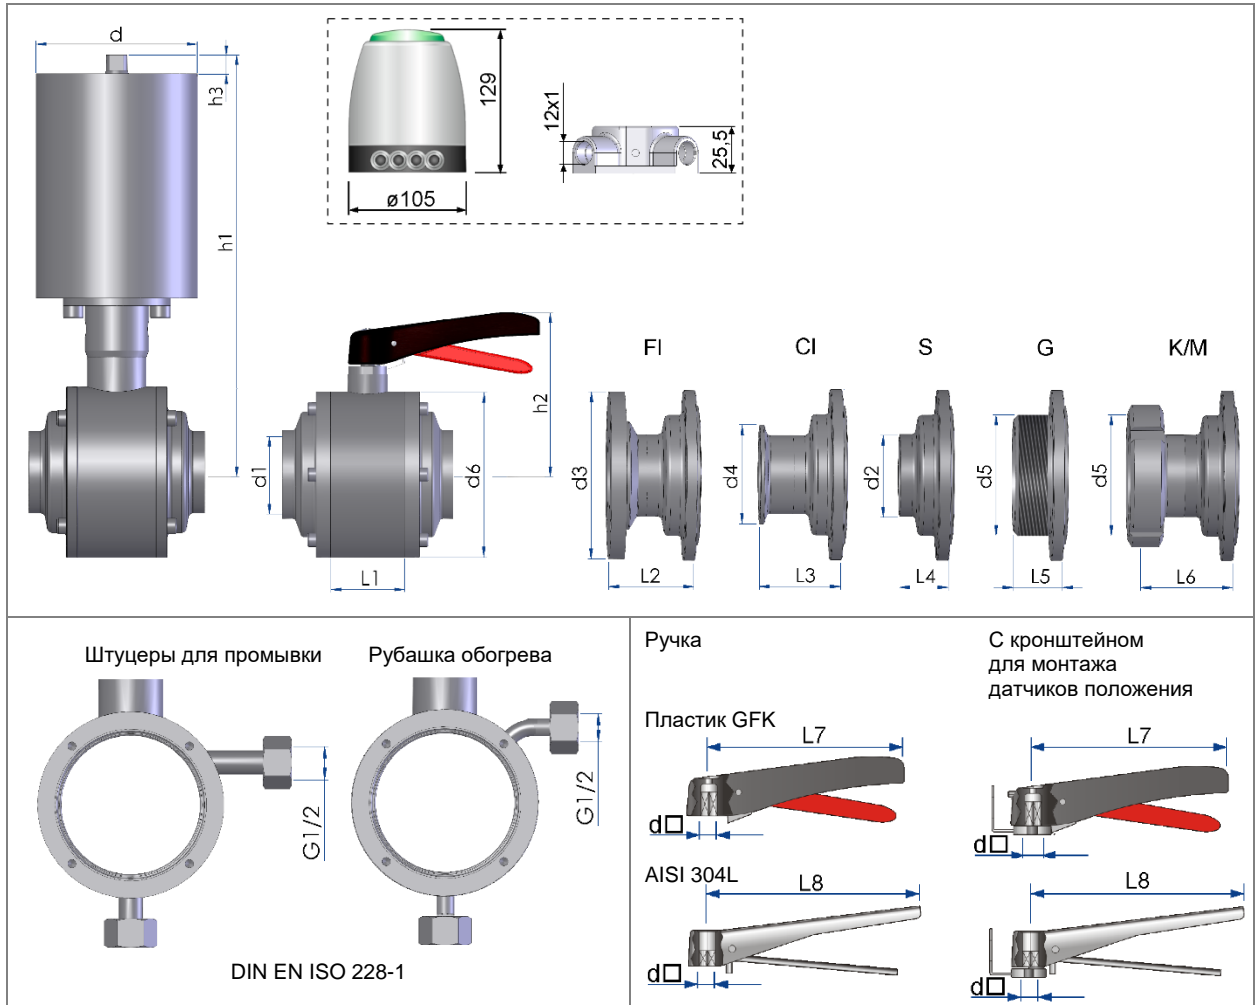 d
h3
h1
129
ø105
12x1
25,5
h2
d1
d6
L1
FI
CI
S
G
K/M
d3
d4
d2
d5
d5
L2
L3
L4
L5
L6
Штуцеры для промывки
Рубашка обогрева
G1/2
G1/2
DIN EN ISO 228-1
Ручка
С кронштейном
для монтажа
датчиков положения
Пластик GFK
L7
L7
d□
d□
AISI 304L
L8
L8
d□
d□